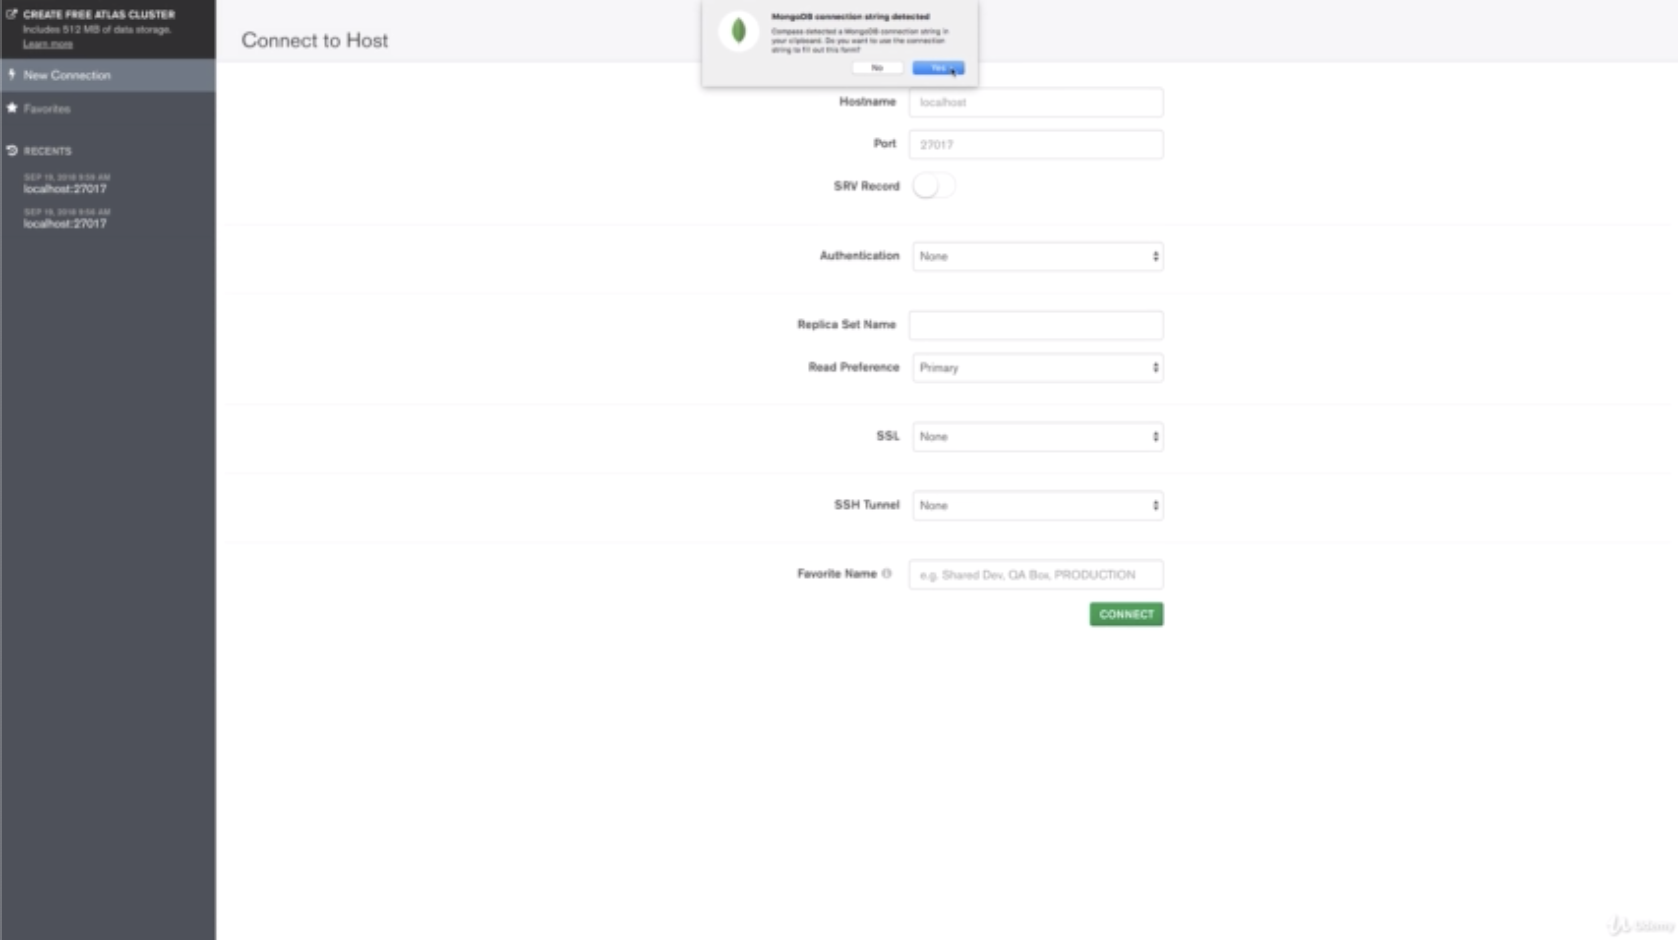 CREATE FREE ATLAS CLUSTER
Includes 512 MB of data storage.
Learn more
New Connection
Favorites
RECENTS
SEP 19, 2018 9:59 AM
localhost:27017
SEP 19, 2018 9:56 AM
localhost:27017
Connect to Host
MongoDB connection string detected
Compass detected a MongoDB connection string in
your clipboard. Do you want to use the connection
string to fill out this form?
No
Yes
Hostname
localhost
Port
27017
SRV Record
Authentication
None
Replica Set Name
Read Preference
Primary
SSL
None
SSH Tunnel
None
Favorite Name
e.g. Shared Dev, QA Box, PRODUCTION
CONNECT
Udemy